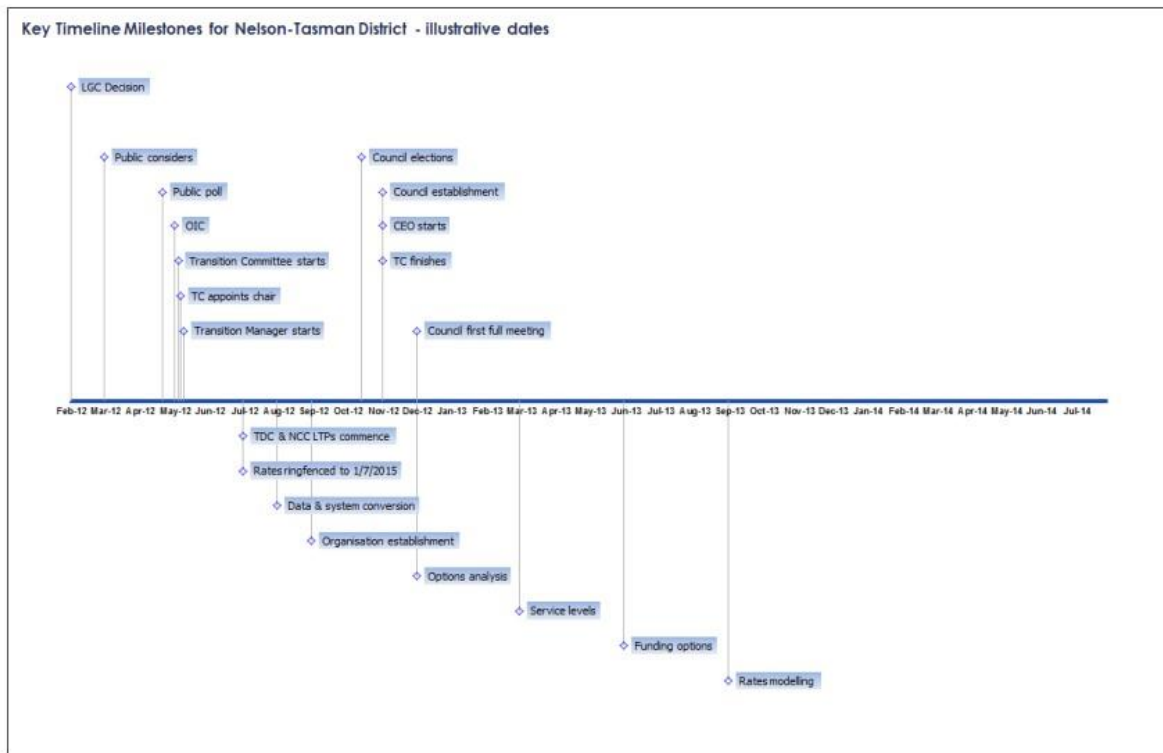 Key Timeline Milestones for Nelson-Tasman District - illustrative dates
LGC Decision
Public considers
Council elections
Public poll
Council establishment
OIC
CEO starts
Transition Committee starts
TC finishes
TC appoints chair
Transition Manager starts
Council first full meeting
Feb-12 Mar-12 Apr-12 May-12 Jun-12 Jul-12 Aug-12 Sep-12 Oct-12 Nov-12 Dec-12 Jan-13 Feb-13 Mar-13 Apr-13 May-13 Jun-13 Jul-13 Aug-13 Sep-13 Oct-13 Nov-13 Dec-13 Jan-14 Feb-14 Mar-14 Apr-14 May-14 Jun-14 Jul-14
TDC & NCC LTPs commence
Rates ringfenced to 1/7/2015
Data & system conversion
Organisation establishment
Options analysis
Service levels
Funding options
Rates modelling